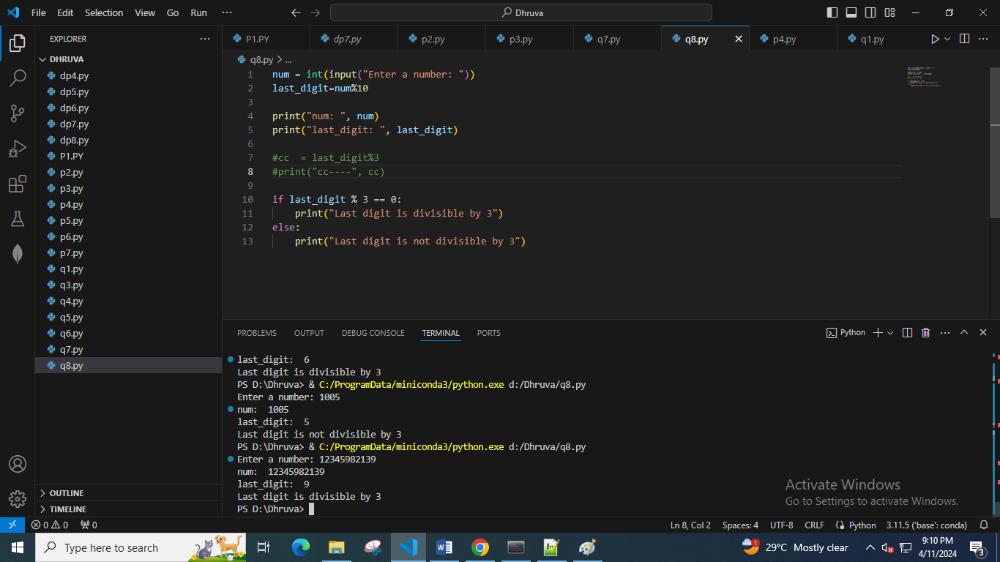 File Edit Selection View Go Run ··· Dhruva
EXPLORER ···
DHRUVA
dp4.py
dp5.py
dp6.py
dp7.py
dp8.py
P1.PY
p2.py
p3.py
p4.py
p5.py
p6.py
p7.py
q1.py
q3.py
q4.py
q5.py
q6.py
q7.py
q8.py
OUTLINE
TIMELINE
P1.PY dp7.py p2.py p3.py q7.py q8.py p4.py q1.py ···
q8.py > ...
1 num = int(input("Enter a number: "))
2 last_digit=num%10
3
4 print("num: ", num)
5 print("last_digit: ", last_digit)
6
7 #cc  = last_digit%3
8 #print("cc----", cc)
9
10 if last_digit % 3 == 0:
11     print("Last digit is divisible by 3")
12 else:
13     print("Last digit is not divisible by 3")
PROBLEMS OUTPUT DEBUG CONSOLE TERMINAL PORTS Python ···
last_digit:  6
Last digit is divisible by 3
PS D:\Dhruva> & C:/ProgramData/miniconda3/python.exe d:/Dhruva/q8.py
Enter a number: 1005
num:  1005
last_digit:  5
Last digit is not divisible by 3
PS D:\Dhruva> & C:/ProgramData/miniconda3/python.exe d:/Dhruva/q8.py
Enter a number: 12345982139
num:  12345982139
last_digit:  9
Last digit is divisible by 3
PS D:\Dhruva>
Activate Windows
Go to Settings to activate Windows.
0 0 0 Ln 8, Col 2 Spaces: 4 UTF-8 CRLF Python 3.11.5 ('base': conda)
Type here to search 1 29°C Mostly clear 9:10 PM 3
4/11/2024